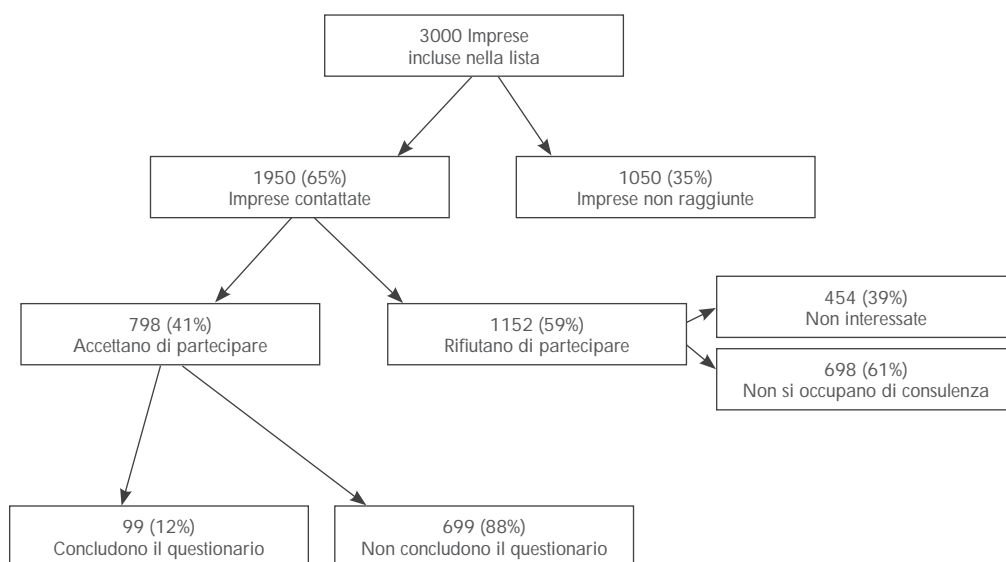 3000 Imprese
incluse nella lista
1950 (65%)
Imprese contattate
1050 (35%)
Imprese non raggiunte
798 (41%)
Accettano di partecipare
1152 (59%)
Rifiutano di partecipare
454 (39%)
Non interessate
698 (61%)
Non si occupano di consulenza
99 (12%)
Concludono il questionario
699 (88%)
Non concludono il questionario